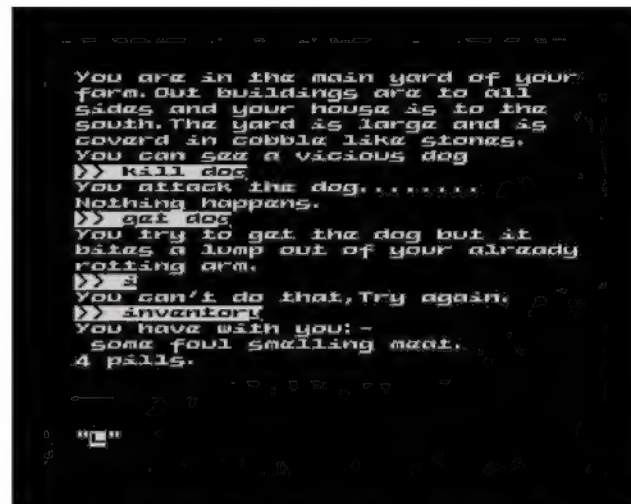 You are in the main yard of your
farm.Out buildings are to all
sides and your house is to the
south.The yard is large and is
coverd in cobble like stones.
You can see a vicious dog
>> kill dog
You attack the dog........
Nothing happens.
>> get dog
You try to get the dog but it
bites a lump out of your already
rotting arm.
>> i
You can't do that,Try again.
>> inventory
You have with you:-
some foul smelling meat.
4 pills.
"L"